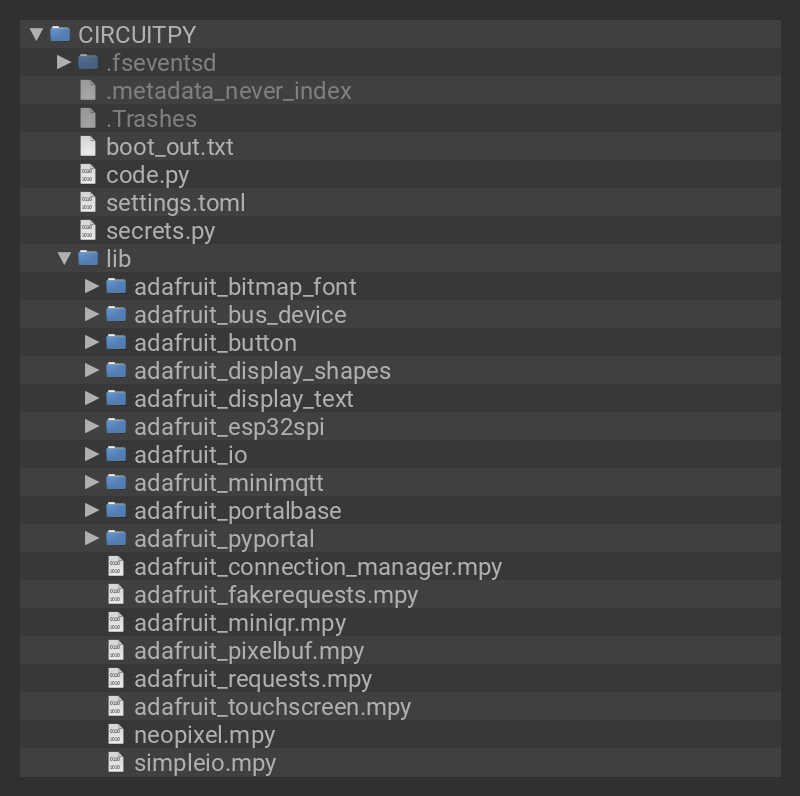 CIRCUITPY
.fseventsd
.metadata_never_index
.Trashes
boot_out.txt
code.py
settings.toml
secrets.py
lib
adafruit_bitmap_font
adafruit_bus_device
adafruit_button
adafruit_display_shapes
adafruit_display_text
adafruit_esp32spi
adafruit_io
adafruit_minimqtt
adafruit_portalbase
adafruit_pyportal
adafruit_connection_manager.mpy
adafruit_fakerequests.mpy
adafruit_miniqr.mpy
adafruit_pixelbuf.mpy
adafruit_requests.mpy
adafruit_touchscreen.mpy
neopixel.mpy
simpleio.mpy